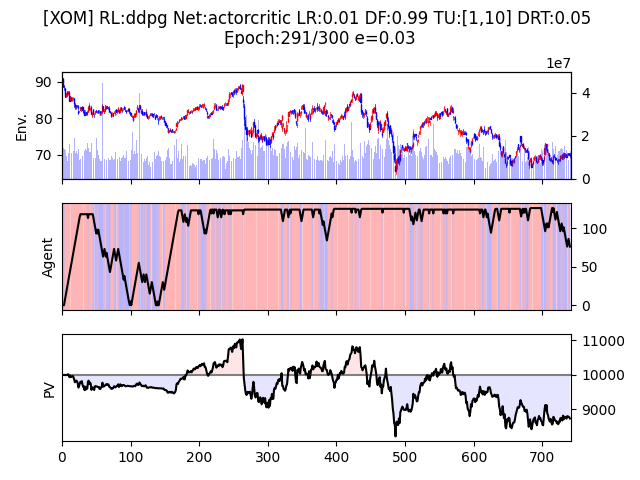 [XOM] RL:ddpg Net:actorcritic LR:0.01 DF:0.99 TU:[1,10] DRT:0.05
Epoch:291/300 e=0.03
1e7
90
80
70
Env.
4
2
0
Agent
100
50
0
PV
11000
10000
9000
0 100 200 300 400 500 600 700